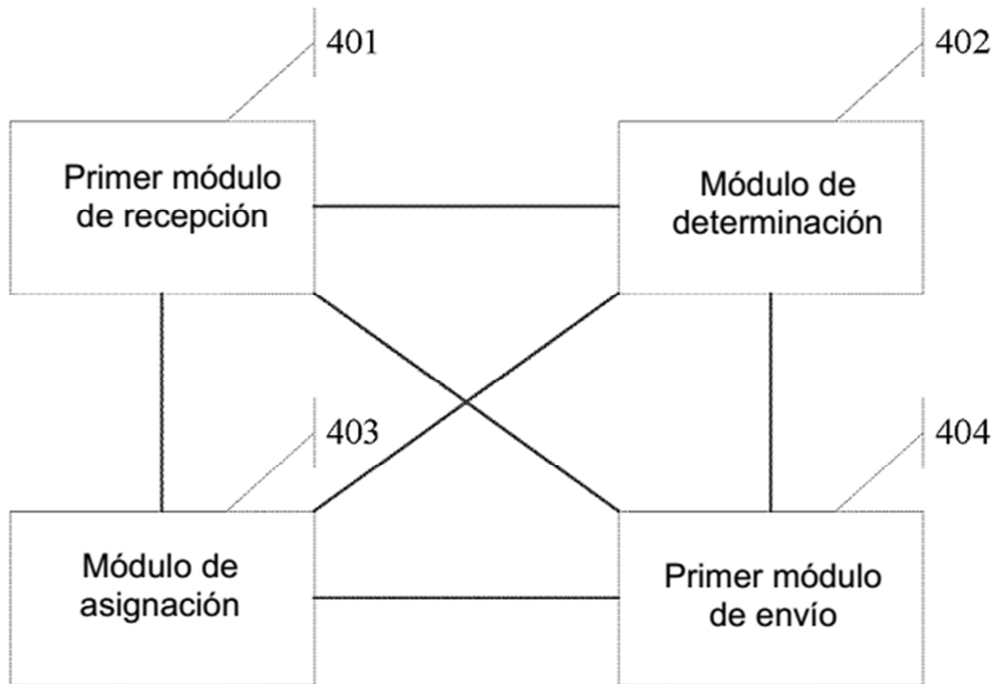 401
402
Primer módulo
de recepción
Módulo de
determinación
403
404
Módulo de
asignación
Primer módulo
de envío